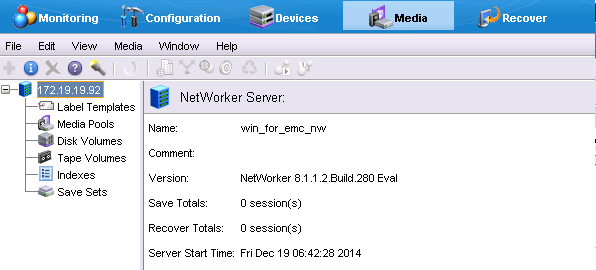 Monitoring Configuration Devices Media Recover
File Edit View Media Window Help
172.19.19.92
Label Templates
Media Pools
Disk Volumes
Tape Volumes
Indexes
Save Sets
NetWorker Server:
Name: win_for_emc_nw
Comment:
Version: NetWorker 8.1.1.2.Build.280 Eval
Save Totals: 0 session(s)
Recover Totals: 0 session(s)
Server Start Time: Fri Dec 19 06:42:28 2014